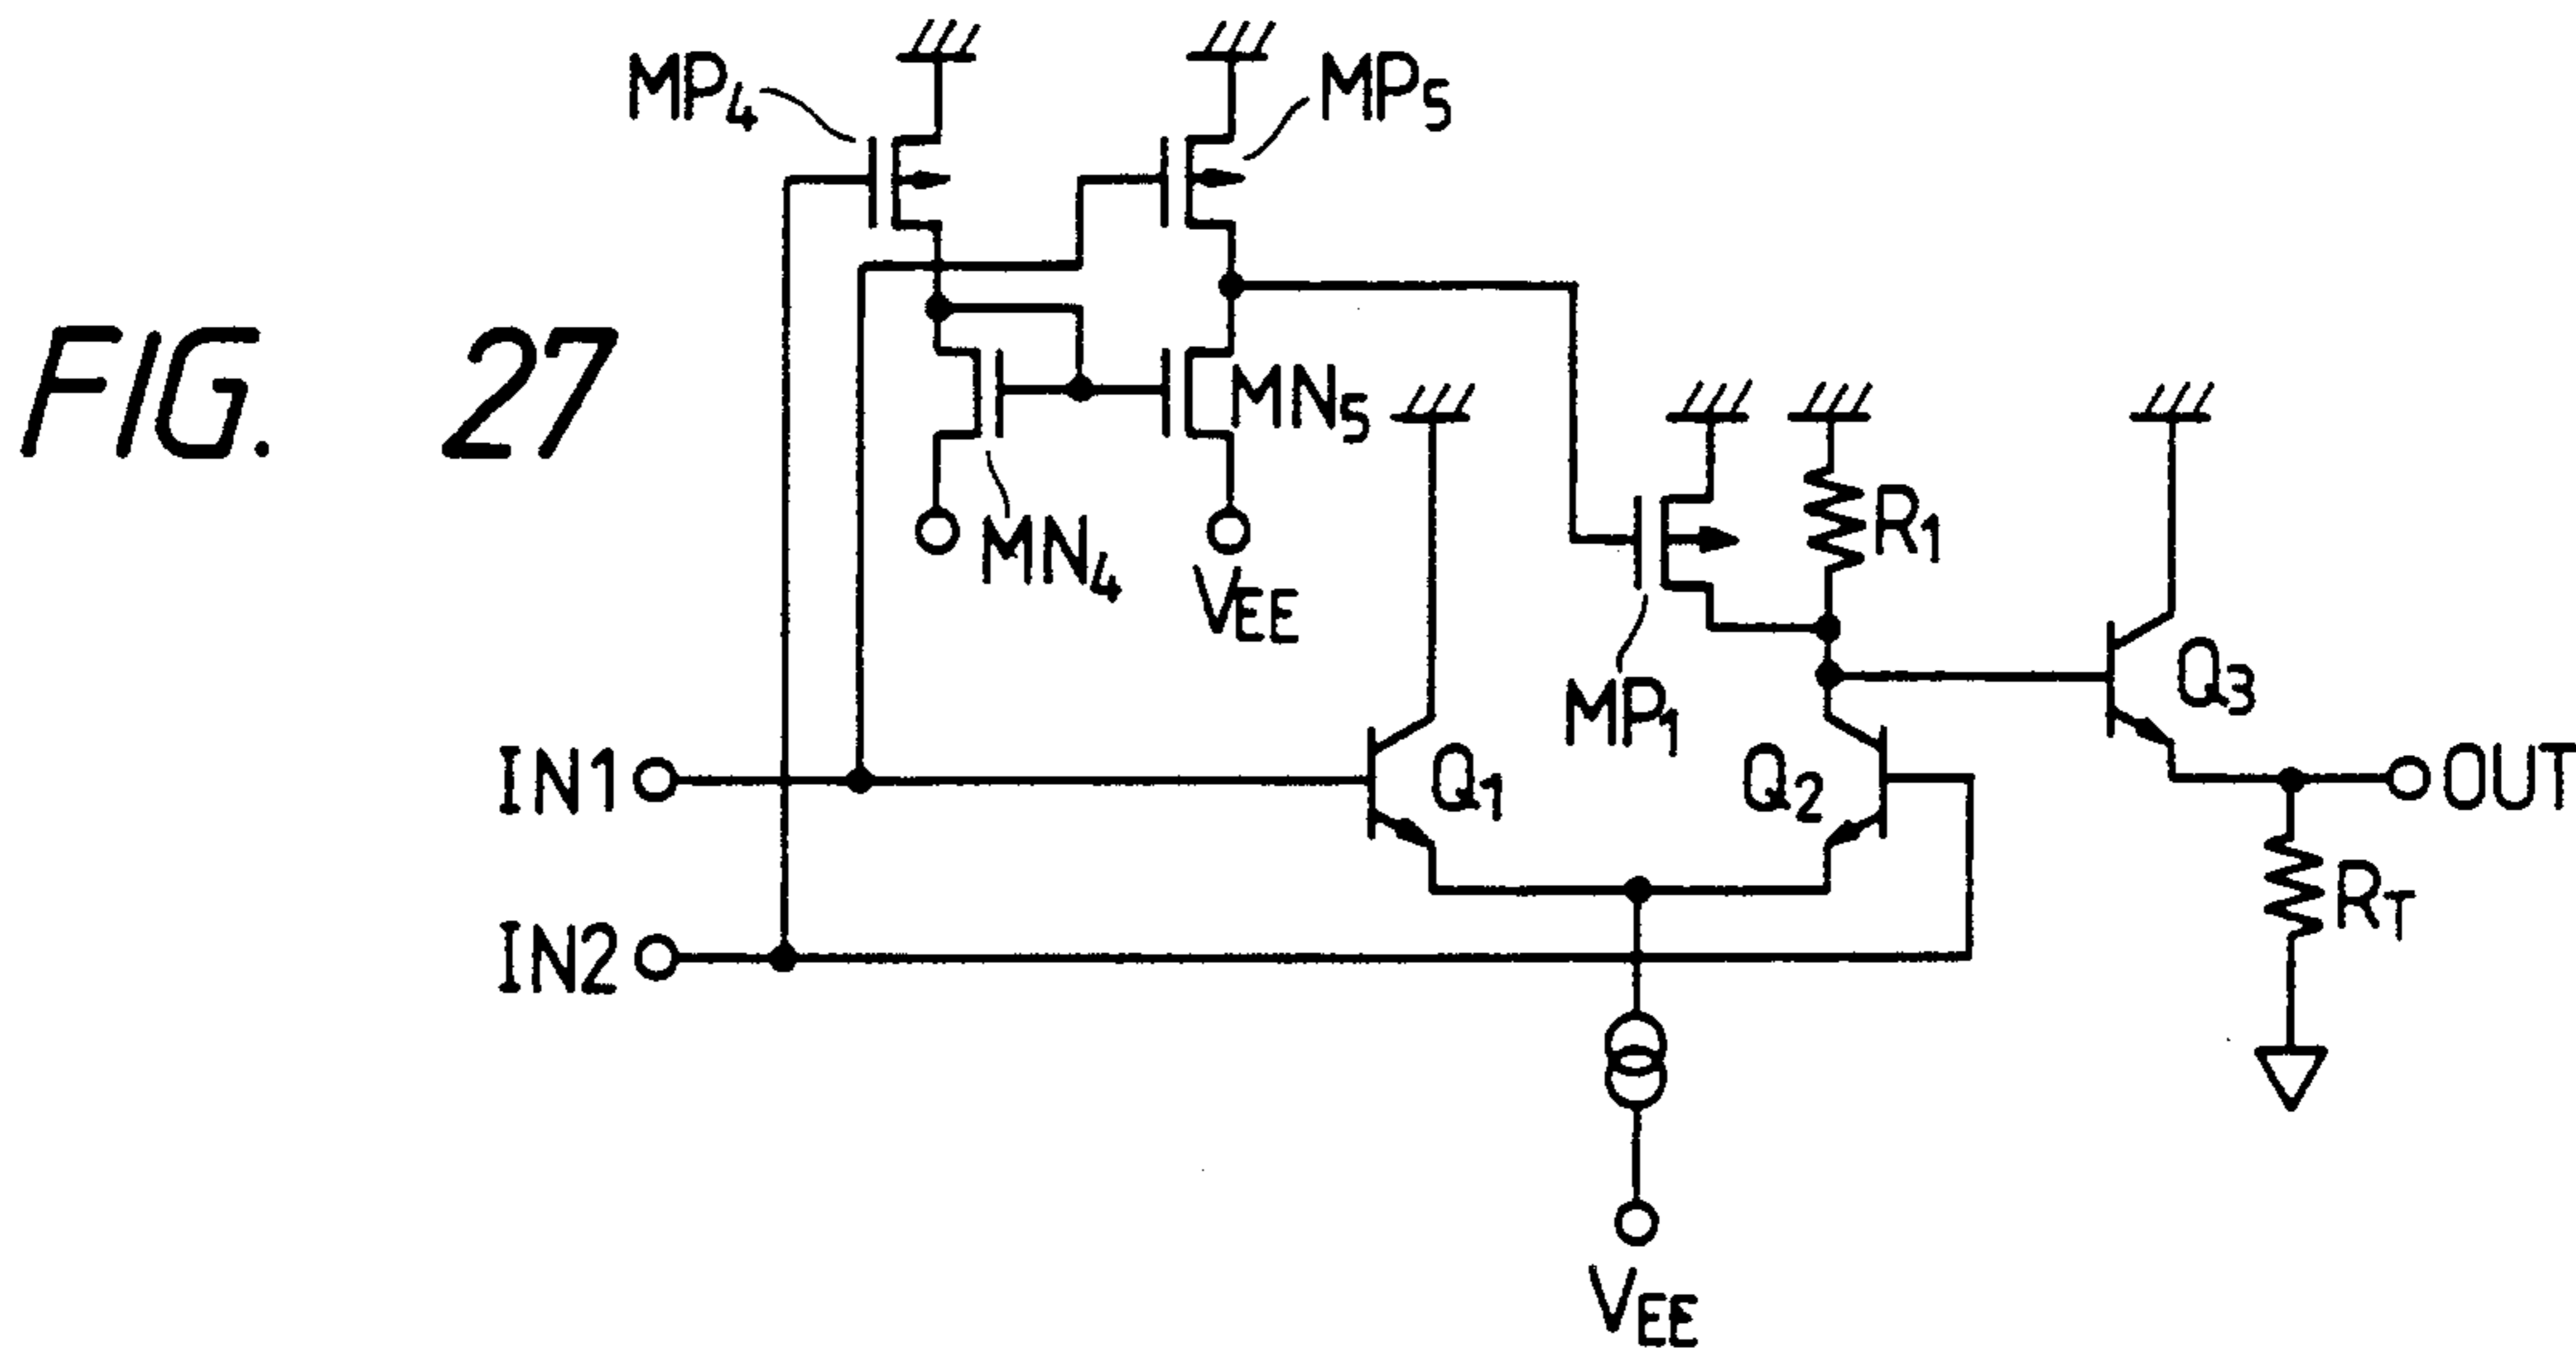 MP4
MP5
FIG. 27
MN5
MN4
VEE
R1
MP1
Q3
IN1
Q1
Q2
OUT
RT
IN2
VEE